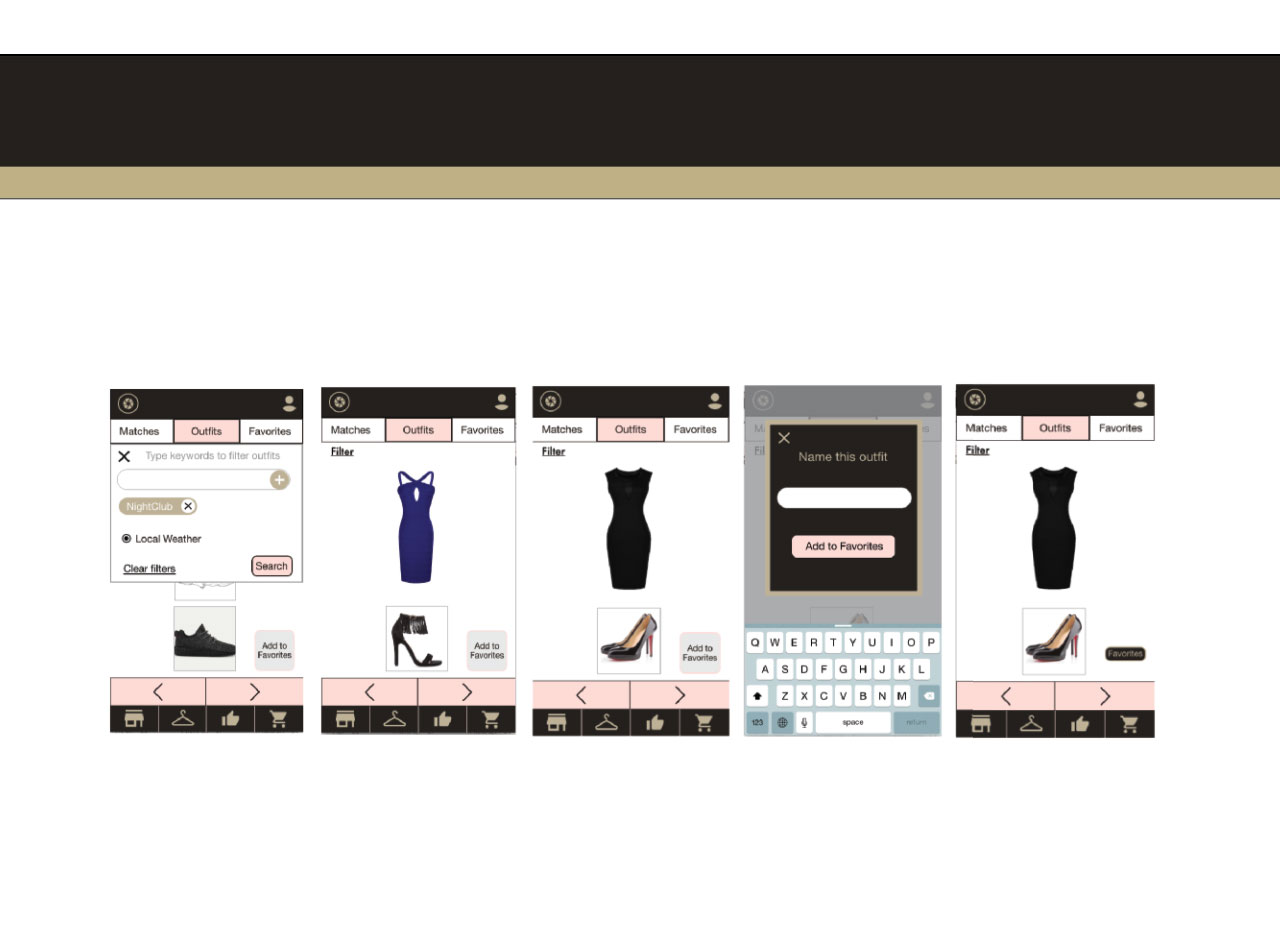 Matches Outfits Favorites
Type keywords to filter outfits
NightClub
Local Weather
Clear filters
Search
Add to
Favorites
Matches Outfits Favorites
Filter
Add to
Favorites
Matches Outfits Favorites
Filter
Add to
Favorites
Name this outfit
Add to Favorites
Q W E R T Y U I O P
A S D F G H J K L
Z X C V B N M
123 space return
Matches Outfits Favorites
Filter
Favorites